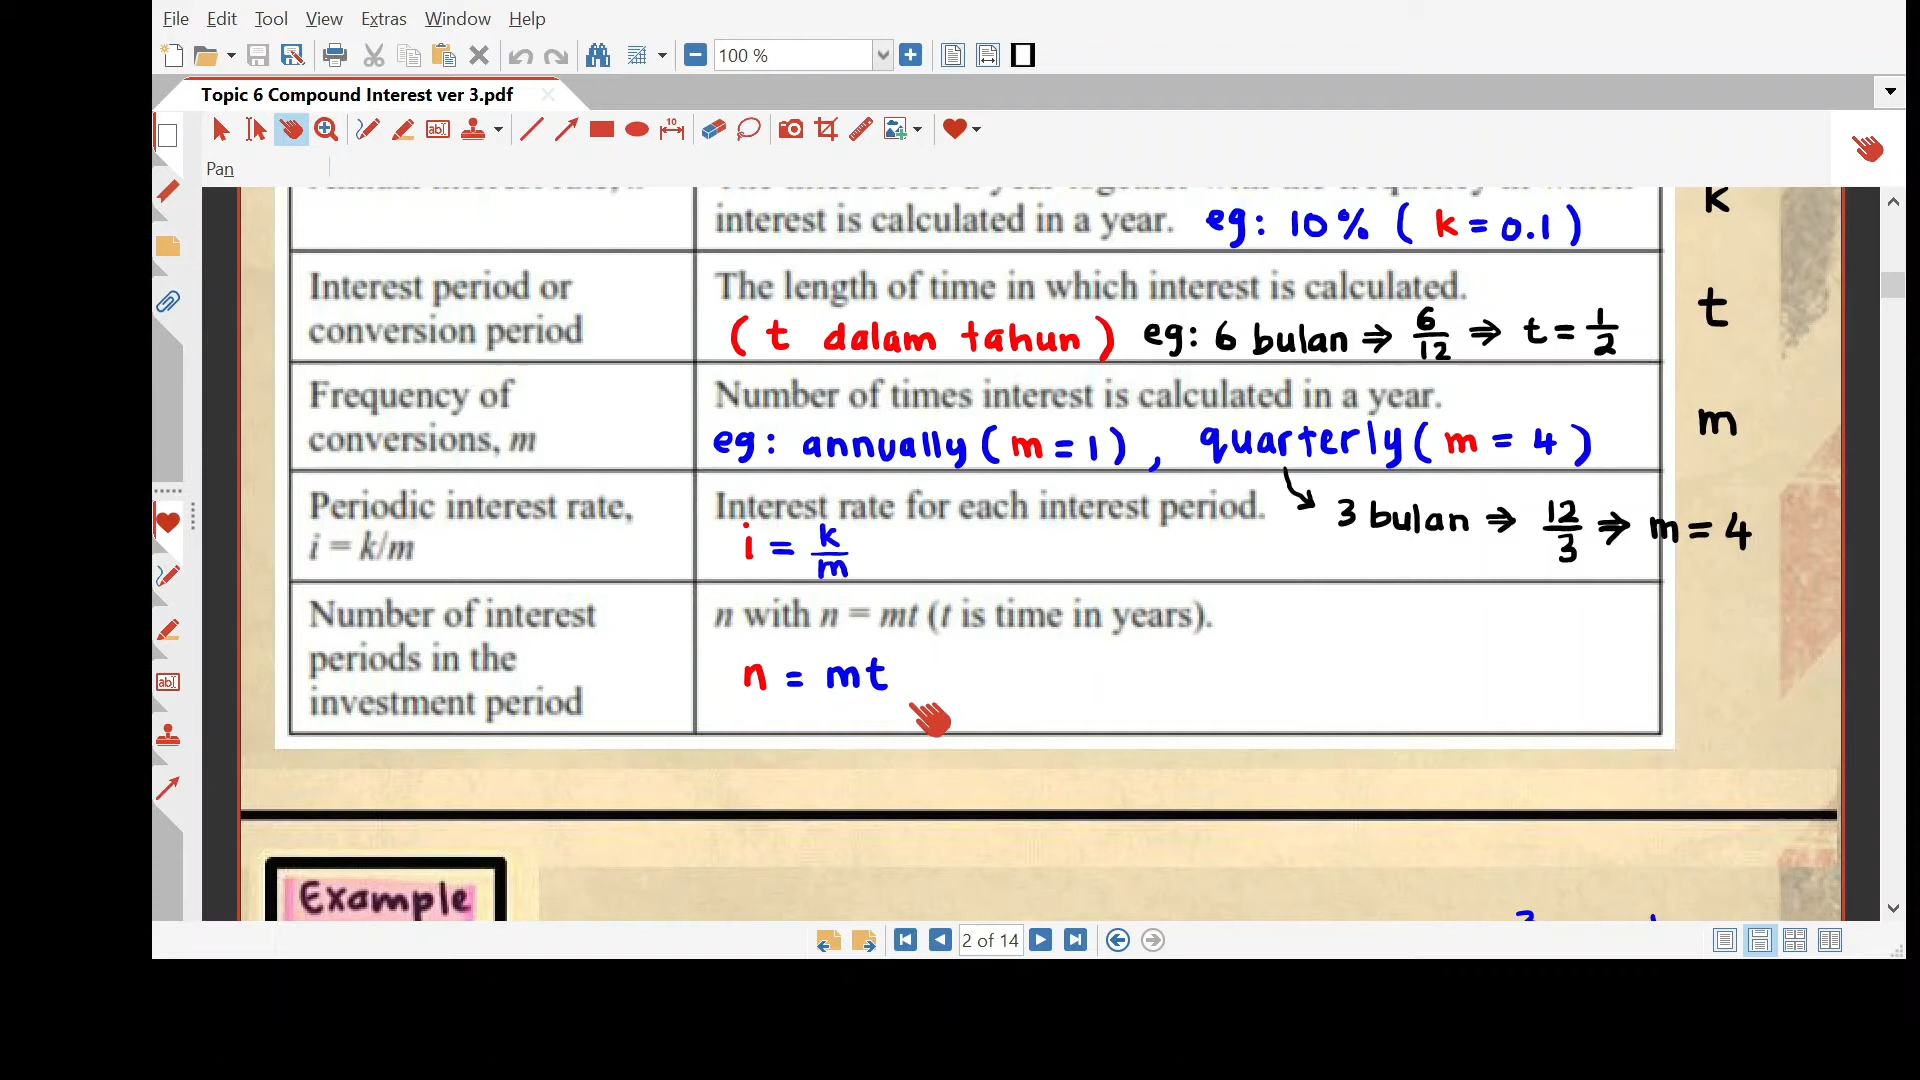 File Edit Tool View Extras Window Help
100 %
Topic 6 Compound Interest ver 3.pdf
Pan
interest is calculated in a year. eg: 10% ( k = 0.1 )
k
Interest period or
conversion period
The length of time in which interest is calculated.
( t dalam tahun ) eg: 6 bulan ⇒ 6/12 ⇒ t = 1/2
t
Frequency of
conversions, m
Number of times interest is calculated in a year.
eg: annually ( m = 1 ) , quarterly ( m = 4 )
m
Periodic interest rate,
i = k/m
Interest rate for each interest period.
3 bulan ⇒ 12/3 ⇒ m = 4
i = k/m
Number of interest
periods in the
investment period
n with n = mt (t is time in years).
n = mt
Example
2 of 14